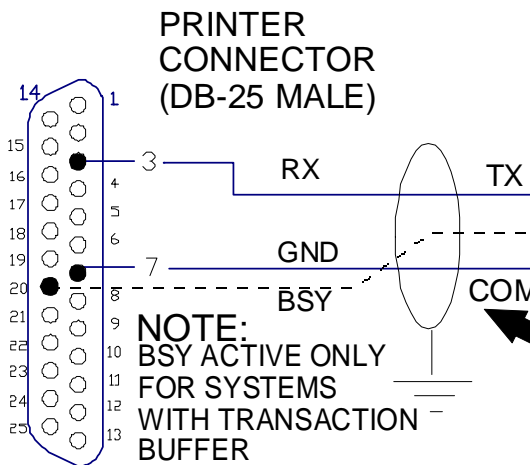 PRINTER
CONNECTOR
(DB-25 MALE)
14
1
15
3
RX
TX
16
4
17
5
18
6
19
7
GND
20
8
BSY
COM
21
9
NOTE:
22
10
BSY ACTIVE ONLY
23
11
FOR SYSTEMS
24
12
WITH TRANSACTION
25
13
BUFFER